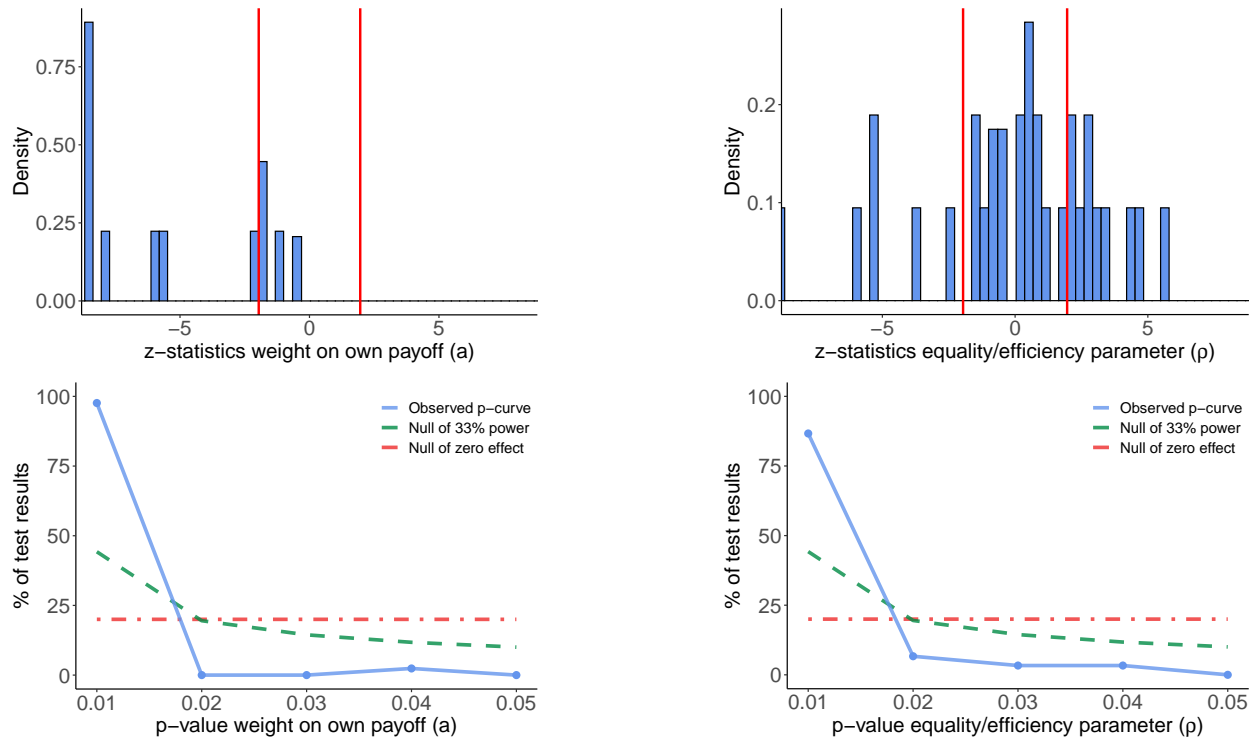 0.75
0.50
0.25
0.00
Density
−5
0
5
z−statistics weight on own payoff (a)
0.2
0.1
0.0
Density
−5
0
5
z−statistics equality/efficiency parameter (ρ)
100
75
50
25
0
% of test results
Observed p−curve
Null of 33% power
Null of zero effect
0.01
0.02
0.03
0.04
0.05
p−value weight on own payoff (a)
100
75
50
25
0
% of test results
Observed p−curve
Null of 33% power
Null of zero effect
0.01
0.02
0.03
0.04
0.05
p−value equality/efficiency parameter (ρ)